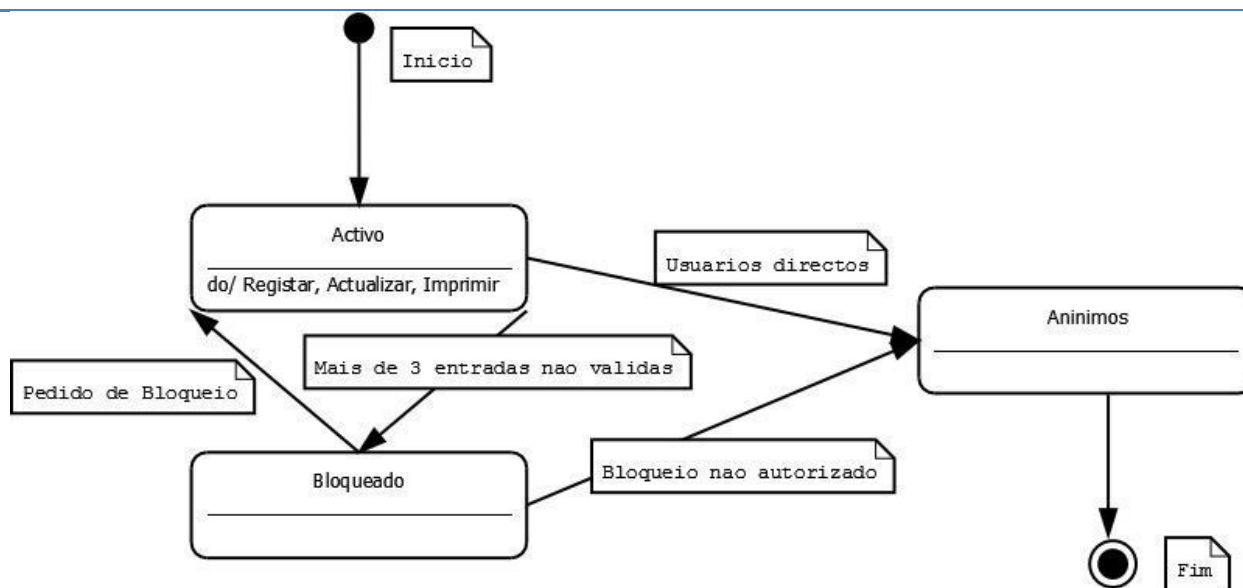 Inicio
Activo
do/ Registar, Actualizar, Imprimir
Usuarios directos
Aninimos
Mais de 3 entradas nao validas
Pedido de Bloqueio
Bloqueado
Bloqueio nao autorizado
Fim